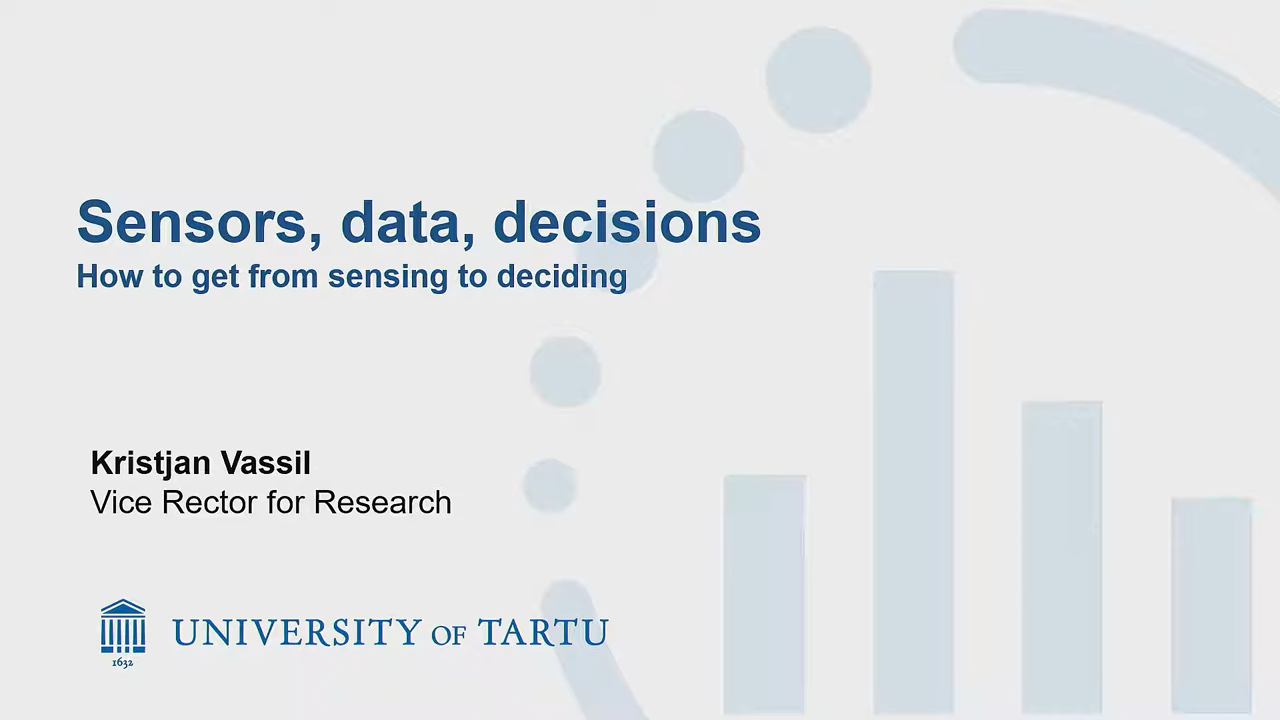 Sensors, data, decisions
How to get from sensing to deciding
Kristjan Vassil
Vice Rector for Research
UNIVERSITY OF TARTU
1632